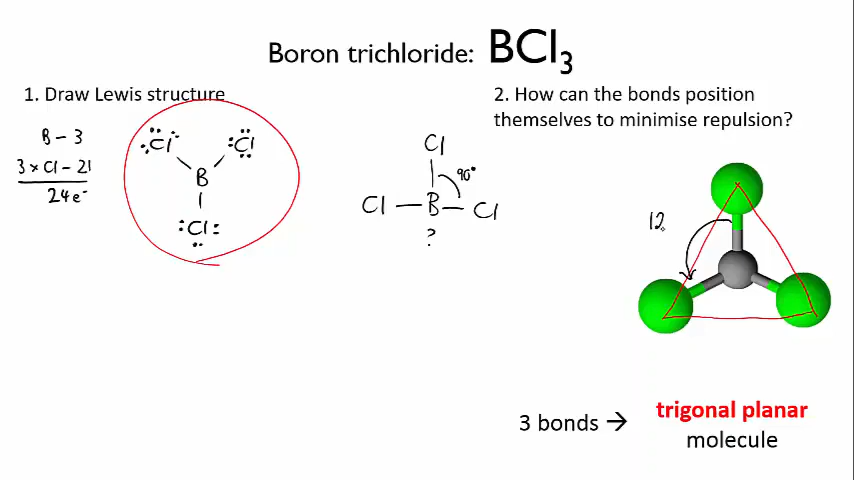 Boron trichloride: BCl₃
1. Draw Lewis structure
B – 3
3 × Cl – 21
24e⁻
Cl
Cl
B
Cl
Cl
90°
Cl – B – Cl
?
2. How can the bonds position
themselves to minimise repulsion?
12
3 bonds → trigonal planar
molecule